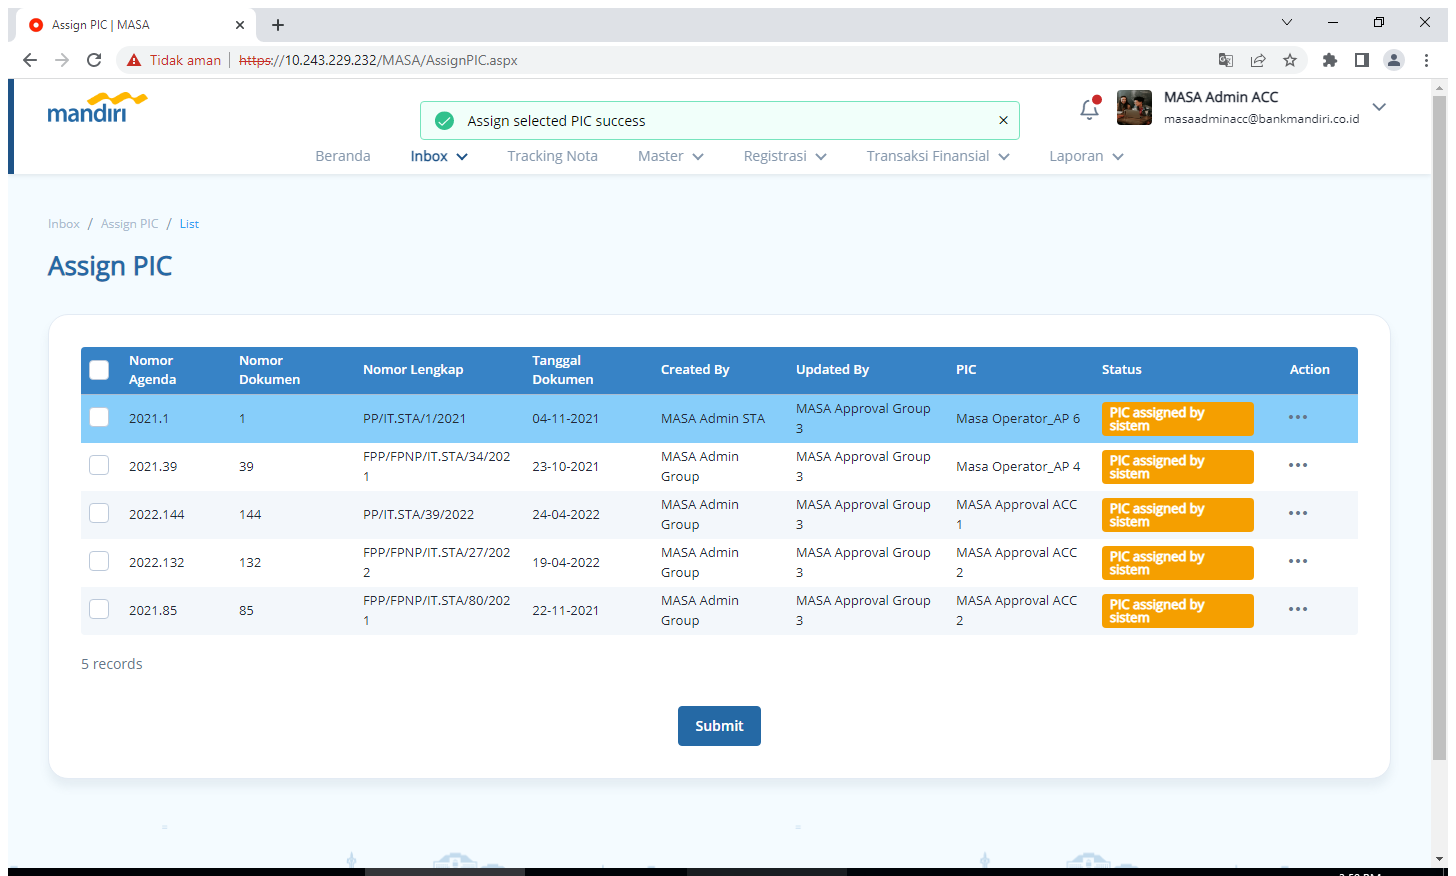 Assign PIC | MASA
Tidak aman
https://10.243.229.232/MASA/AssignPIC.aspx
mandırı
Assign selected PIC success
MASA Admin ACC
masaadminacc@bankmandiri.co.id
Beranda
Inbox
Tracking Nota
Master
Registrasi
Transaksi Finansial
Laporan
Inbox / Assign PIC / List
Assign PIC
Nomor Agenda
Nomor Dokumen
Nomor Lengkap
Tanggal Dokumen
Created By
Updated By
PIC
Status
Action
2021.1
1
PP/IT.STA/1/2021
04-11-2021
MASA Admin STA
MASA Approval Group
3
Masa Operator_AP 6
PIC assigned by
sistem
2021.39
39
FPP/FPNP/IT.STA/34/202
1
23-10-2021
MASA Admin
Group
MASA Approval Group
3
Masa Operator_AP 4
PIC assigned by
sistem
2022.144
144
PP/IT.STA/39/2022
24-04-2022
MASA Admin
Group
MASA Approval Group
3
MASA Approval ACC
1
PIC assigned by
sistem
2022.132
132
FPP/FPNP/IT.STA/27/202
2
19-04-2022
MASA Admin
Group
MASA Approval Group
3
MASA Approval ACC
2
PIC assigned by
sistem
2021.85
85
FPP/FPNP/IT.STA/80/202
1
22-11-2021
MASA Admin
Group
MASA Approval Group
3
MASA Approval ACC
2
PIC assigned by
sistem
5 records
Submit